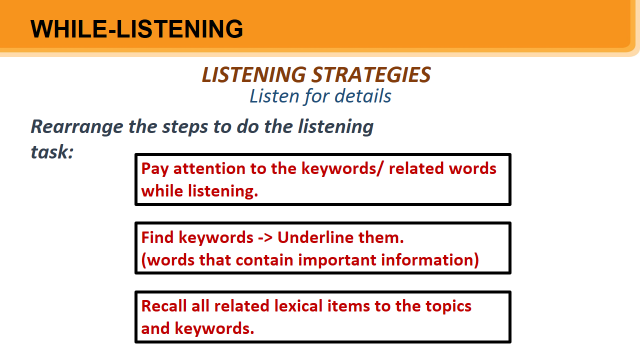 WHILE-LISTENING
LISTENING STRATEGIES
Listen for details
Rearrange the steps to do the listening
task:
Pay attention to the keywords/ related words
while listening.
Find keywords -> Underline them.
(words that contain important information)
Recall all related lexical items to the topics
and keywords.